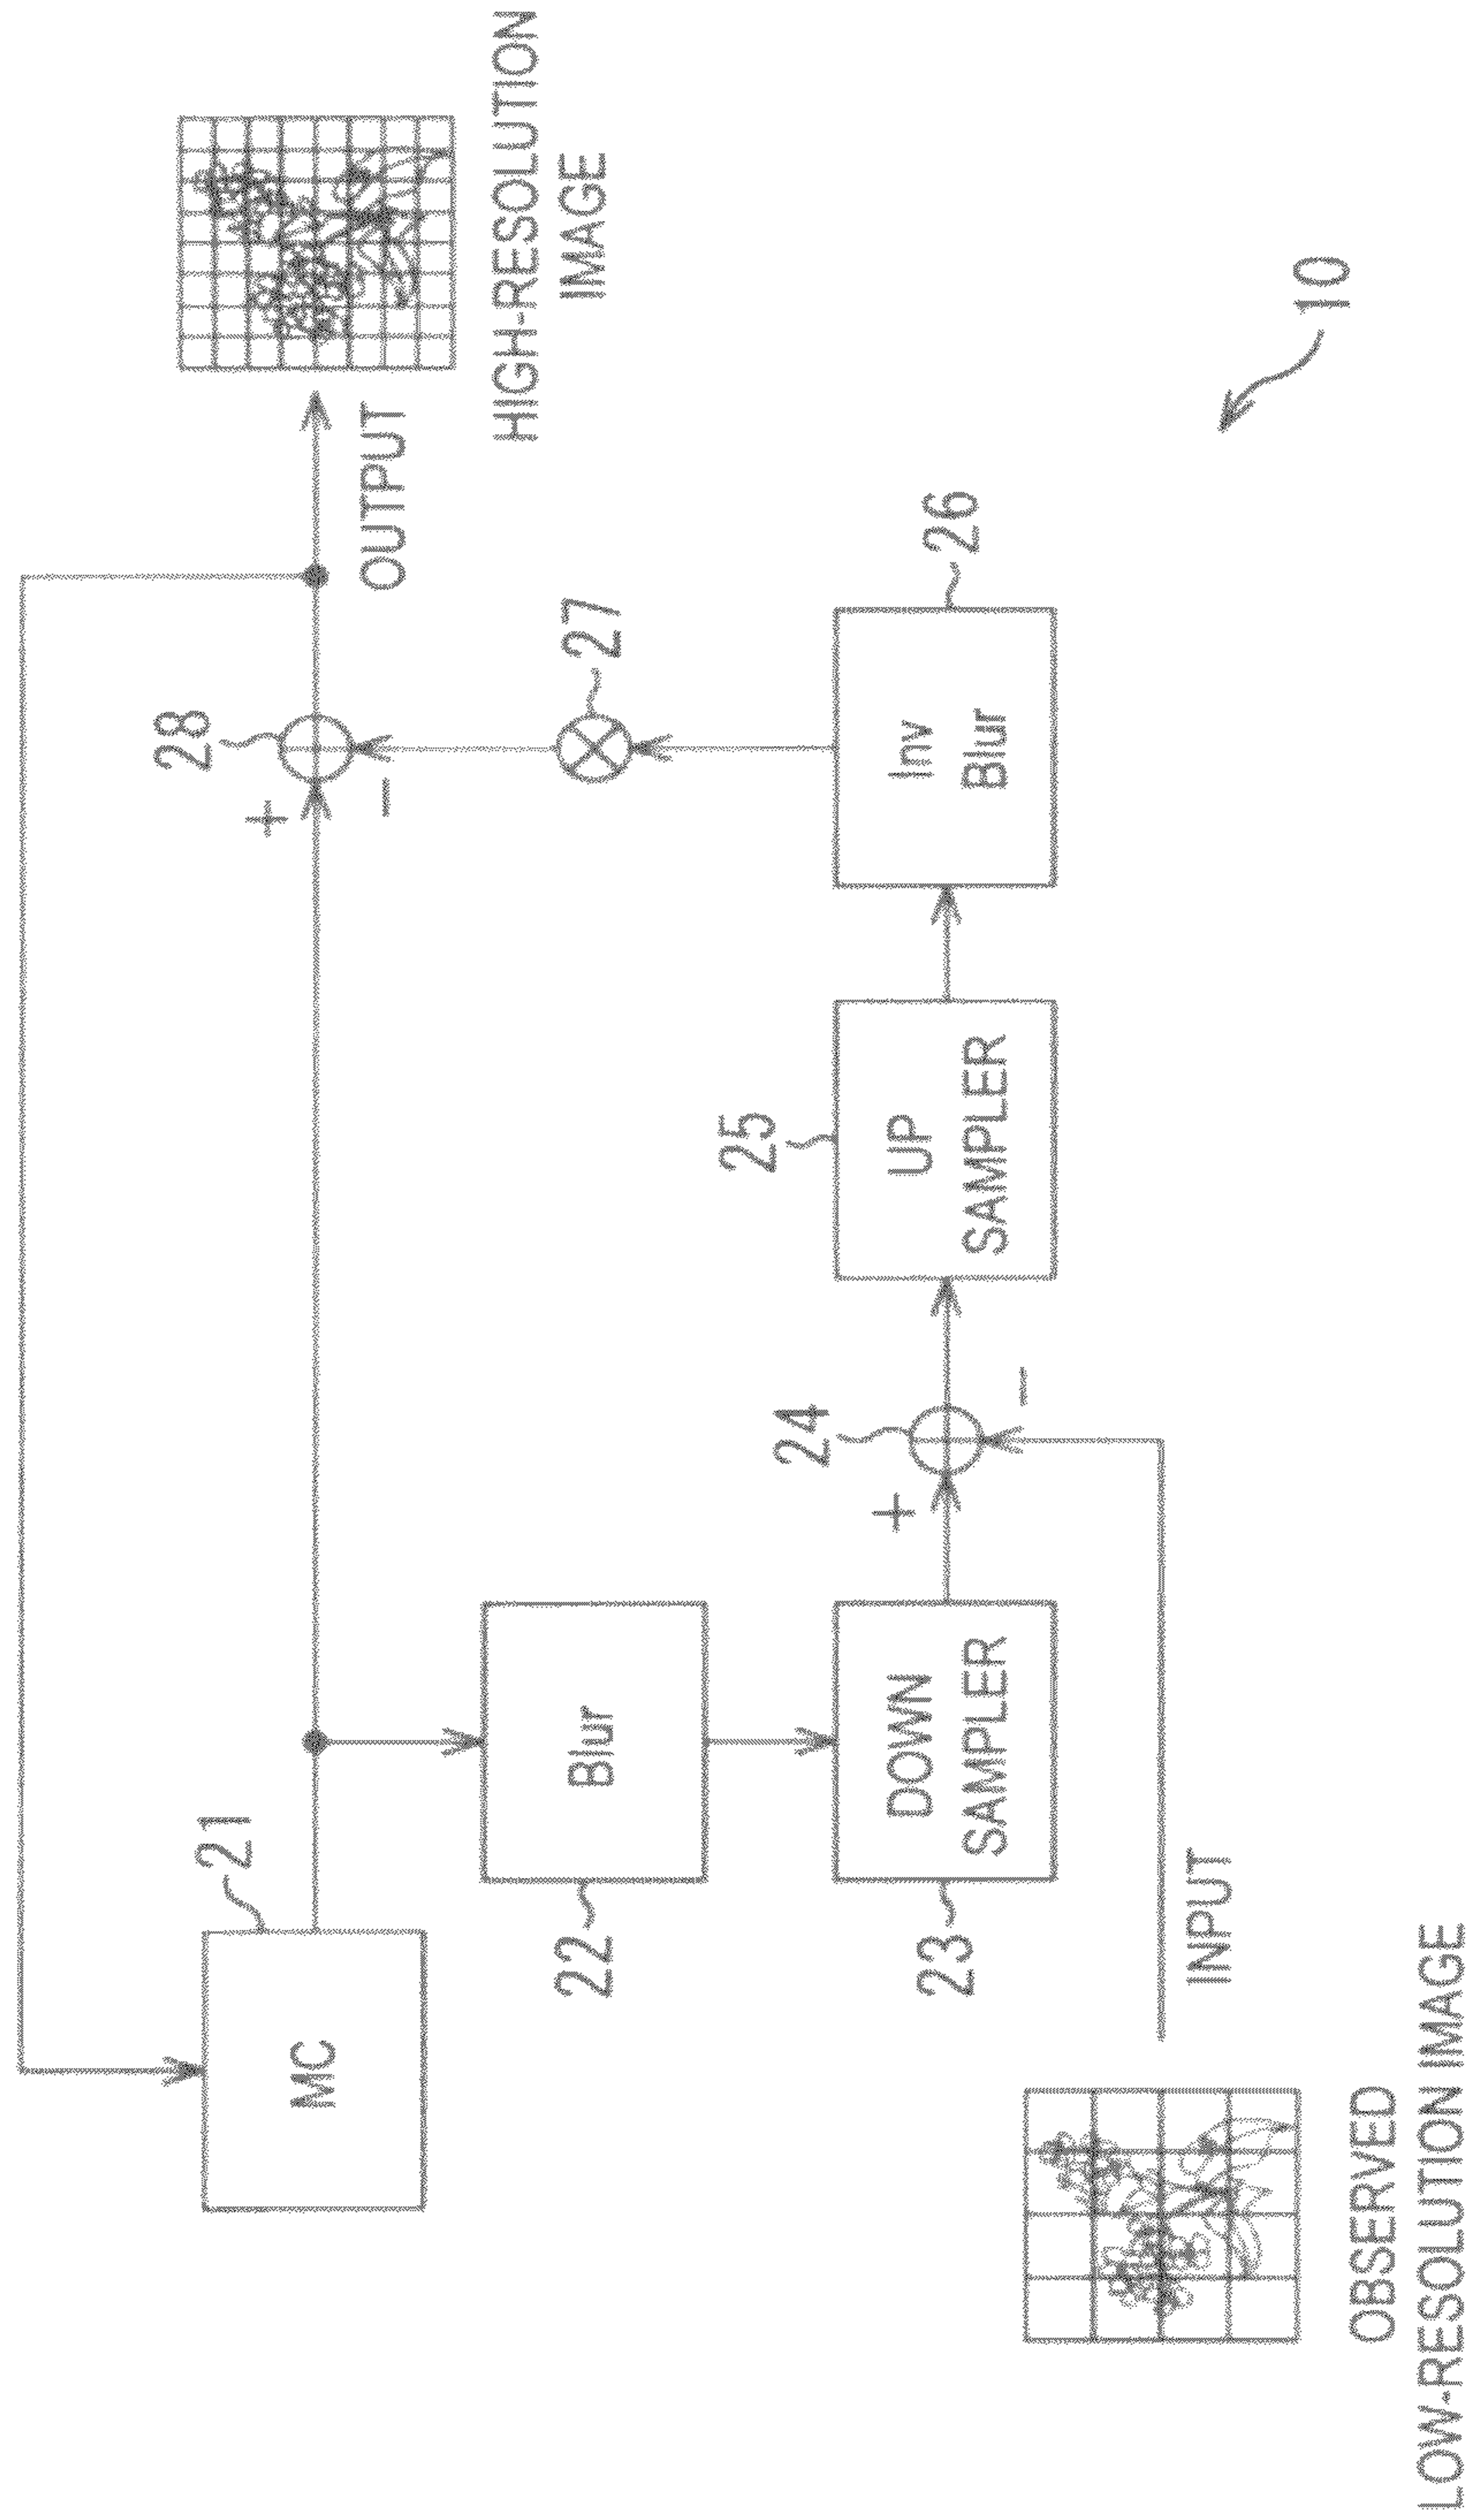 MC
21
Blur
22
DOWN
SAMPLER
23
+
−
24
UP
SAMPLER
25
Inv
Blur
26
27
28
+
−
OUTPUT
HIGH-RESOLUTION
IMAGE
INPUT
OBSERVED
LOW-RESOLUTION IMAGE
10